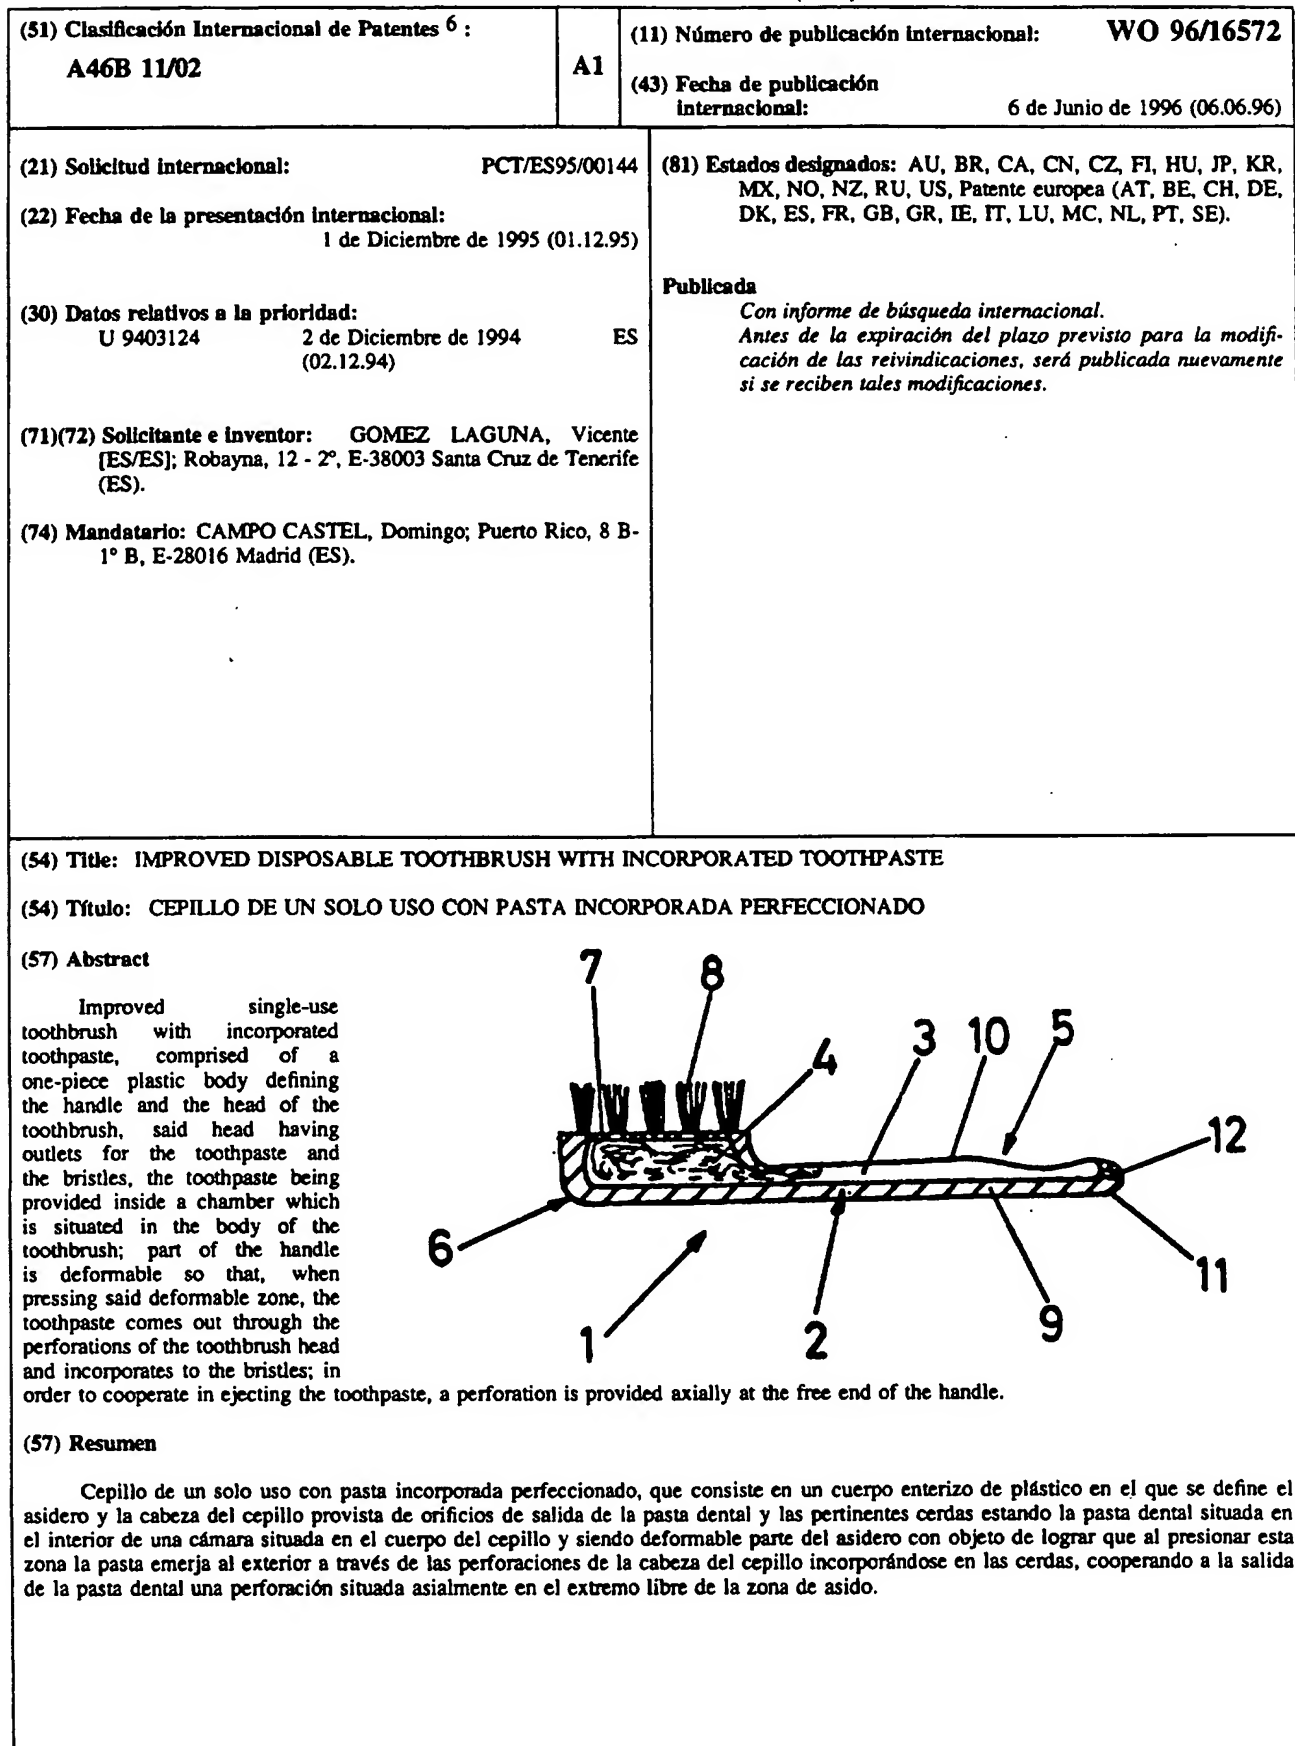 (51) Clasificación Internacional de Patentes 6 :
A46B 11/02
A1
(11) Número de publicación internacional: WO 96/16572
(43) Fecha de publicación
internacional: 6 de Junio de 1996 (06.06.96)
(21) Solicitud internacional: PCT/ES95/00144
(22) Fecha de la presentación internacional:
1 de Diciembre de 1995 (01.12.95)
(30) Datos relativos a la prioridad:
U 9403124 2 de Diciembre de 1994 ES
(02.12.94)
(71)(72) Solicitante e inventor: GOMEZ LAGUNA, Vicente
[ES/ES]; Robayna, 12 - 2º, E-38003 Santa Cruz de Tenerife
(ES).
(74) Mandatario: CAMPO CASTEL, Domingo; Puerto Rico, 8 B-
1º B, E-28016 Madrid (ES).
(81) Estados designados: AU, BR, CA, CN, CZ, FI, HU, JP, KR,
MX, NO, NZ, RU, US, Patente europea (AT, BE, CH, DE,
DK, ES, FR, GB, GR, IE, IT, LU, MC, NL, PT, SE).
Publicada
Con informe de búsqueda internacional.
Antes de la expiración del plazo previsto para la modifi-
cación de las reivindicaciones, será publicada nuevamente
si se reciben tales modificaciones.
(54) Title: IMPROVED DISPOSABLE TOOTHBRUSH WITH INCORPORATED TOOTHPASTE
(54) Título: CEPILLO DE UN SOLO USO CON PASTA INCORPORADA PERFECCIONADO
(57) Abstract
Improved single-use
toothbrush with incorporated
toothpaste, comprised of a
one-piece plastic body defining
the handle and the head of the
toothbrush, said head having
outlets for the toothpaste and
the bristles, the toothpaste being
provided inside a chamber which
is situated in the body of the
toothbrush; part of the handle
is deformable so that, when
pressing said deformable zone, the
toothpaste comes out through the
perforations of the toothbrush head
and incorporates to the bristles; in
order to cooperate in ejecting the toothpaste, a perforation is provided axially at the free end of the handle.
7
8
4
3
10
5
12
6
1
2
9
11
(57) Resumen
Cepillo de un solo uso con pasta incorporada perfeccionado, que consiste en un cuerpo enterizo de plástico en el que se define el
asidero y la cabeza del cepillo provista de orificios de salida de la pasta dental y las pertinentes cerdas estando la pasta dental situada en
el interior de una cámara situada en el cuerpo del cepillo y siendo deformable parte del asidero con objeto de lograr que al presionar esta
zona la pasta emerja al exterior a través de las perforaciones de la cabeza del cepillo incorporándose en las cerdas, cooperando a la salida
de la pasta dental una perforación situada asialmente en el extremo libre de la zona de asido.